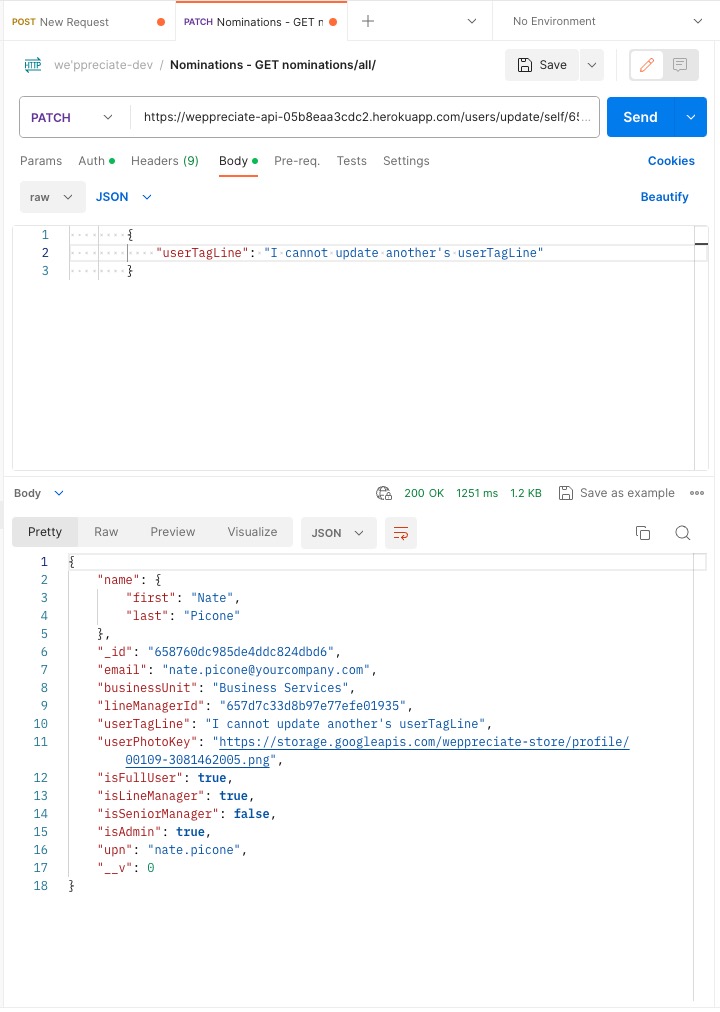 POST New Request
PATCH Nominations - GET n
No Environment
HTTP
we'ppreciate-dev / Nominations - GET nominations/all/
Save
PATCH
https://weppreciate-api-05b8eaa3cdc2.herokuapp.com/users/update/self/65...
Send
Params Auth Headers (9) Body Pre-req. Tests Settings
Cookies
raw JSON
Beautify
1 {
2 "userTagLine": "I cannot update another's userTagLine"
3 }
Body
200 OK 1251 ms 1.2 KB Save as example
Pretty Raw Preview Visualize JSON
1 {
2 "name": {
3 "first": "Nate",
4 "last": "Picone"
5 },
6 "_id": "658760dc985de4ddc824dbd6",
7 "email": "nate.picone@yourcompany.com",
8 "businessUnit": "Business Services",
9 "lineManagerId": "657d7c33d8b97e77efe01935",
10 "userTagLine": "I cannot update another's userTagLine",
11 "userPhotoKey": "https://storage.googleapis.com/weppreciate-store/profile/
00109-3081462005.png",
12 "isFullUser": true,
13 "isLineManager": true,
14 "isSeniorManager": false,
15 "isAdmin": true,
16 "upn": "nate.picone",
17 "__v": 0
18 }